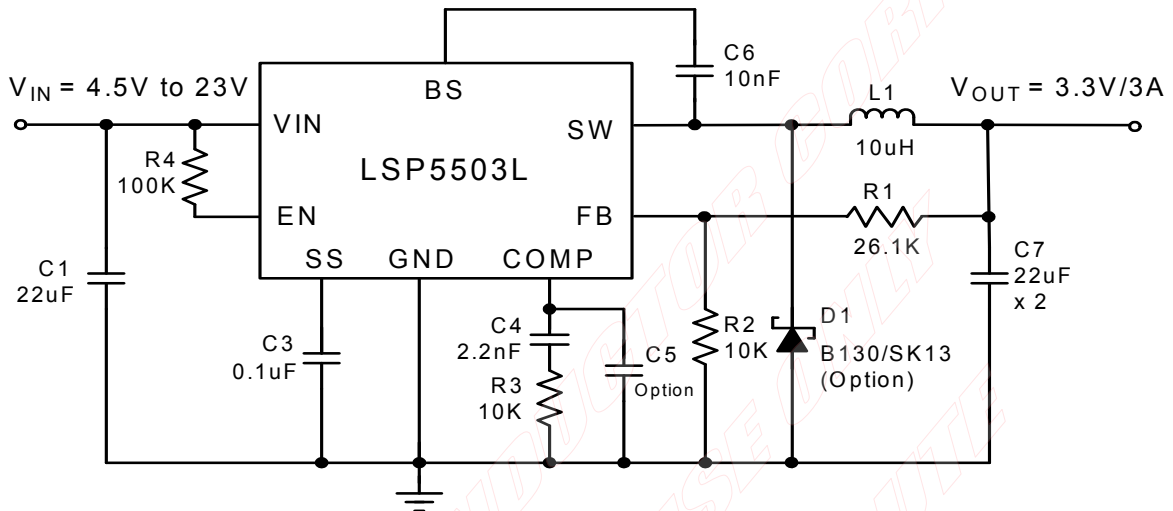 BS
C6
10nF
V_IN = 4.5V to 23V
L1
V_OUT = 3.3V/3A
VIN
SW
10uH
R4
100K
LSP5503L
R1
EN
FB
26.1K
SS
GND
COMP
C1
22uF
C7
22uF
x 2
C3
0.1uF
C4
2.2nF
R3
10K
C5
Option
R2
10K
D1
B130/SK13
(Option)